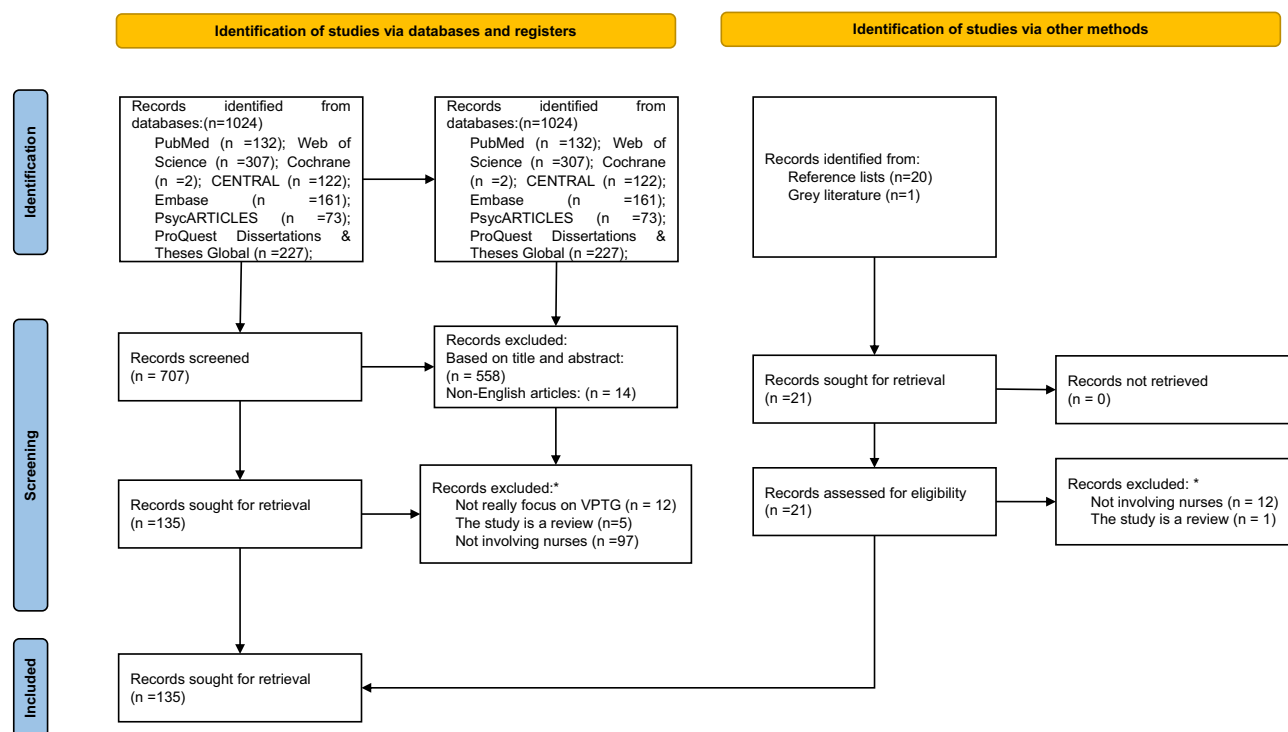 Identification of studies via databases and registers
Identification of studies via other methods
Identification
Records identified from
databases:(n=1024)
PubMed (n =132); Web of
Science (n =307); Cochrane
(n =2); CENTRAL (n =122);
Embase (n =161);
PsycARTICLES (n =73);
ProQuest Dissertations &
Theses Global (n =227);
Records identified from
databases:(n=1024)
PubMed (n =132); Web of
Science (n =307); Cochrane
(n =2); CENTRAL (n =122);
Embase (n =161);
PsycARTICLES (n =73);
ProQuest Dissertations &
Theses Global (n =227);
Records identified from:
Reference lists (n=20)
Grey literature (n=1)
Screening
Records screened
(n = 707)
Records excluded:
Based on title and abstract:
(n = 558)
Non-English articles: (n = 14)
Records sought for retrieval
(n =21)
Records not retrieved
(n = 0)
Records sought for retrieval
(n =135)
Records excluded:*
Not really focus on VPTG (n = 12)
The study is a review (n=5)
Not involving nurses (n =97)
Records assessed for eligibility
(n =21)
Records excluded: *
Not involving nurses (n = 12)
The study is a review (n = 1)
Included
Records sought for retrieval
(n =135)